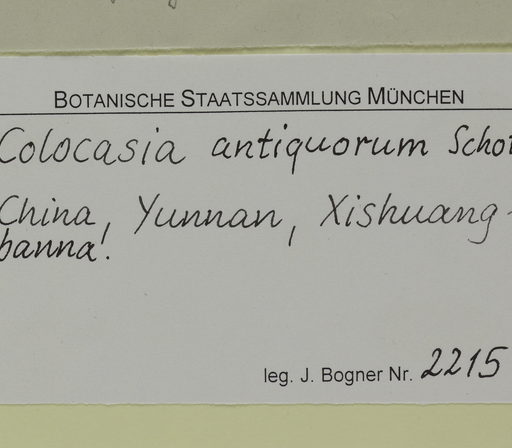 BOTANISCHE STAATSSAMMLUNG MÜNCHEN
Colocasia antiquorum Schot
China, Yunnan, Xishuang-
banna!
leg. J. Bogner Nr. 2215